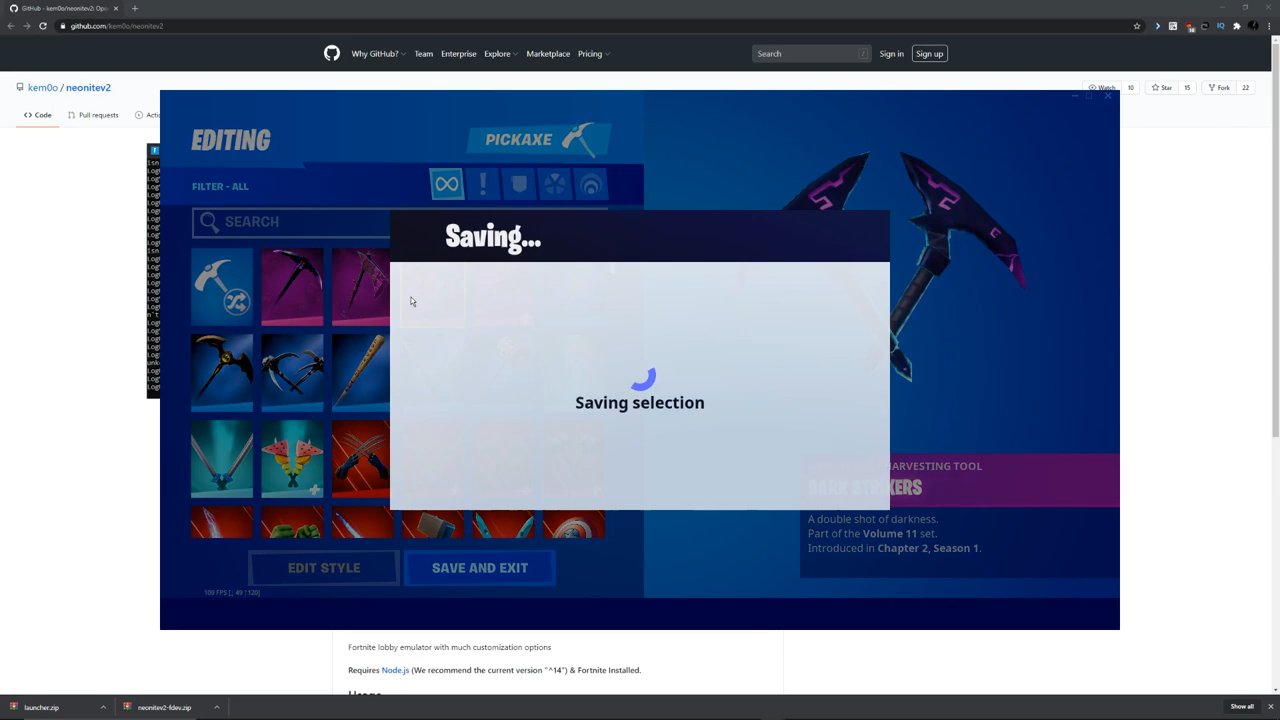 GitHub - kem0o/neonitev2: Ope
github.com/kem0o/neonitev2
Why GitHub?
Team
Enterprise
Explore
Marketplace
Pricing
Search
/
Sign in
Sign up
kem0o / neonitev2
Watch 10
Star 15
Fork 22
Code
Pull requests
Actio
EDITING
PICKAXE
FILTER - ALL
SEARCH
Saving...
Saving selection
HARVESTING TOOL
DARK STRIKERS
A double shot of darkness.
Part of the Volume 11 set.
Introduced in Chapter 2, Season 1.
EDIT STYLE
SAVE AND EXIT
Fortnite lobby emulator with much customization options
Requires Node.js (We recommend the current version "^14") & Fortnite Installed.
Usage
launcher.zip
neonitev2-fdev.zip
Show all